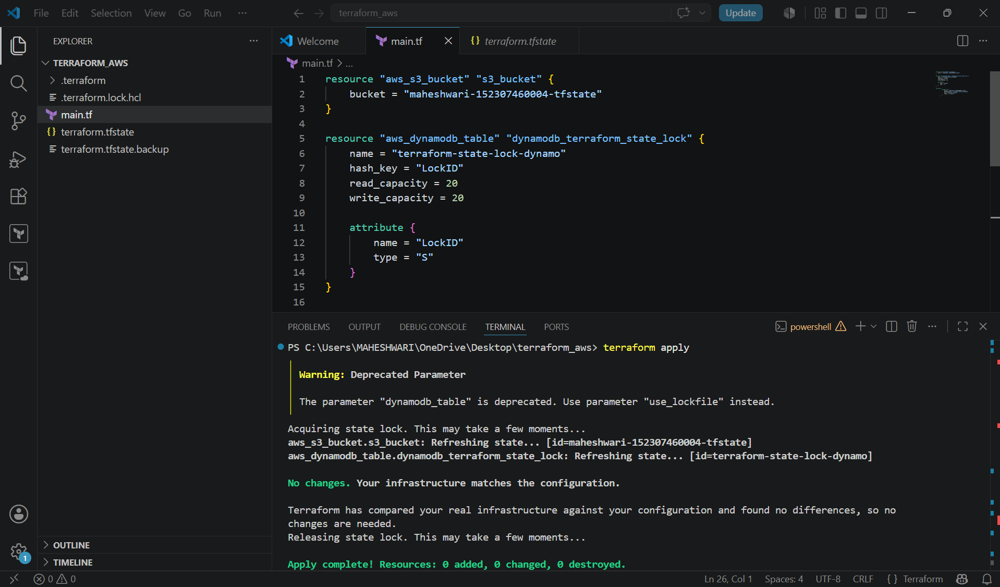 File Edit Selection View Go Run ···
terraform_aws
Update
EXPLORER
TERRAFORM_AWS
.terraform
.terraform.lock.hcl
main.tf
{} terraform.tfstate
terraform.tfstate.backup
OUTLINE
TIMELINE
1
Welcome
main.tf
{} terraform.tfstate
main.tf > ...
1 resource "aws_s3_bucket" "s3_bucket" {
2 bucket = "maheshwari-152307460004-tfstate"
3 }
4
5 resource "aws_dynamodb_table" "dynamodb_terraform_state_lock" {
6 name = "terraform-state-lock-dynamo"
7 hash_key = "LockID"
8 read_capacity = 20
9 write_capacity = 20
10
11 attribute {
12 name = "LockID"
13 type = "S"
14 }
15 }
16
PROBLEMS OUTPUT DEBUG CONSOLE TERMINAL PORTS
powershell
PS C:\Users\MAHESHWARI\OneDrive\Desktop\terraform_aws> terraform apply
Warning: Deprecated Parameter
The parameter "dynamodb_table" is deprecated. Use parameter "use_lockfile" instead.
Acquiring state lock. This may take a few moments...
aws_s3_bucket.s3_bucket: Refreshing state... [id=maheshwari-152307460004-tfstate]
aws_dynamodb_table.dynamodb_terraform_state_lock: Refreshing state... [id=terraform-state-lock-dynamo]
No changes. Your infrastructure matches the configuration.
Terraform has compared your real infrastructure against your configuration and found no differences, so no
changes are needed.
Releasing state lock. This may take a few moments...
Apply complete! Resources: 0 added, 0 changed, 0 destroyed.
0 0
Ln 26, Col 1 Spaces: 4 UTF-8 CRLF {} Terraform